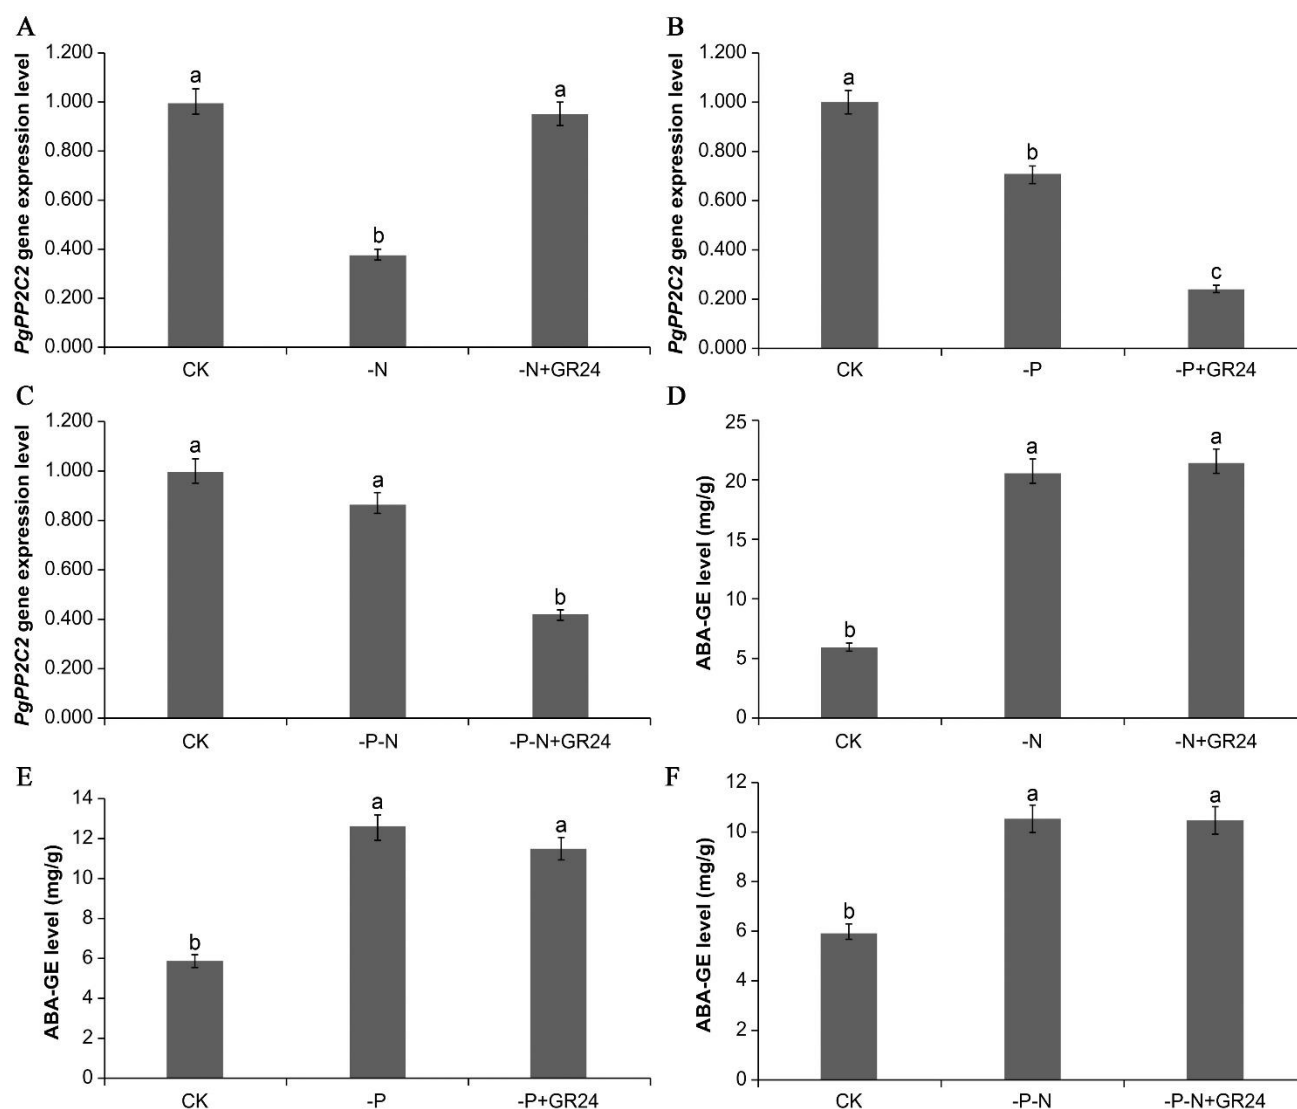 A
PgPP2C2 gene expression level
1.200
1.000
0.800
0.600
0.400
0.200
0.000
a
b
a
CK
-N
-N+GR24
B
PgPP2C2 gene expression level
1.200
1.000
0.800
0.600
0.400
0.200
0.000
a
b
c
CK
-P
-P+GR24
C
PgPP2C2 gene expression level
1.200
1.000
0.800
0.600
0.400
0.200
0.000
a
a
b
CK
-P-N
-P-N+GR24
D
ABA-GE level (mg/g)
25
20
15
10
5
0
b
a
a
CK
-N
-N+GR24
E
ABA-GE level (mg/g)
14
12
10
8
6
4
2
0
b
a
a
CK
-P
-P+GR24
F
ABA-GE level (mg/g)
12
10
8
6
4
2
0
b
a
a
CK
-P-N
-P-N+GR24